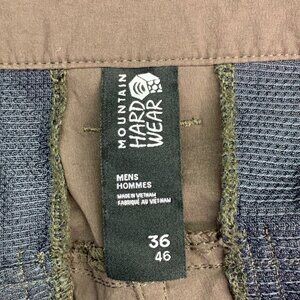 MOUNTAIN
HARD
WEAR
MENS
HOMMES
MADE IN VIETNAM
FABRIQUÉ AU VIETNAM
36
46